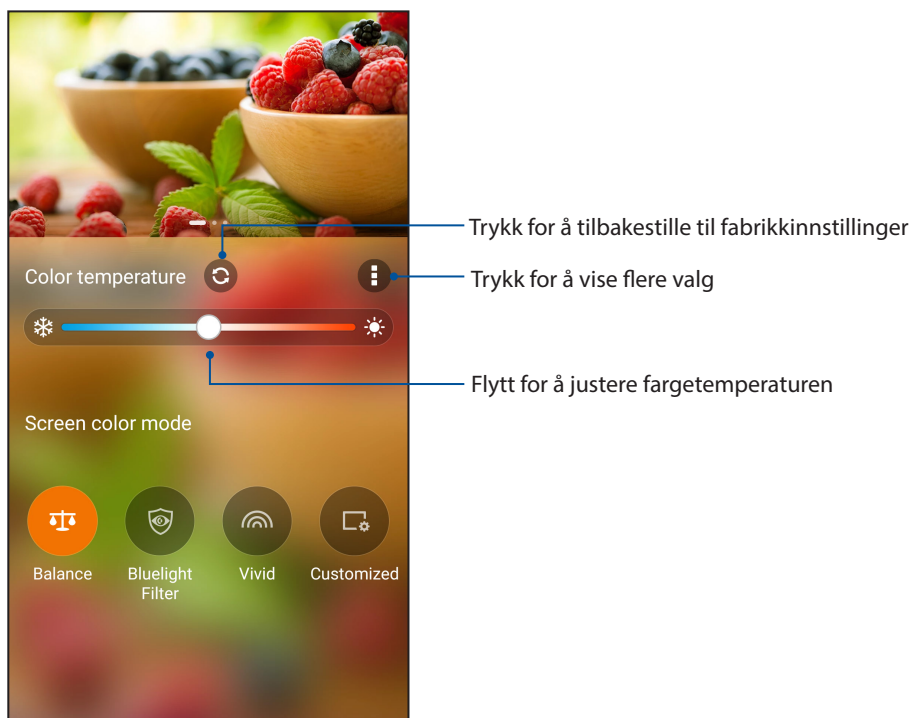 Trykk for å tilbakestille til fabrikkinnstillinger
Color temperature
Trykk for å vise flere valg
Flytt for å justere fargetemperaturen
Screen color mode
Balance
Bluelight
Filter
Vivid
Customized